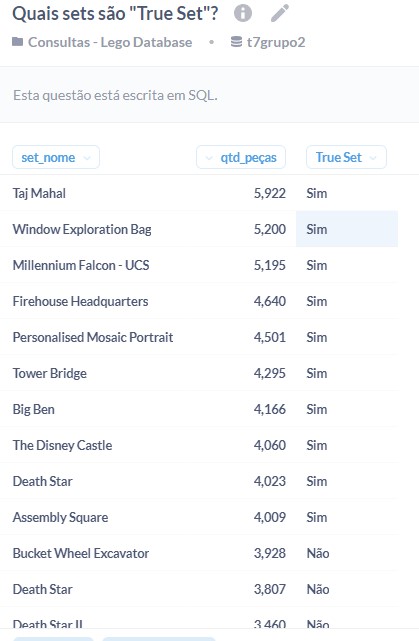 Quais sets são "True Set"?
Consultas - Lego Database • t7grupo2
Esta questão está escrita em SQL.
set_nome qtd_peças True Set
Taj Mahal 5,922 Sim
Window Exploration Bag 5,200 Sim
Millennium Falcon - UCS 5,195 Sim
Firehouse Headquarters 4,640 Sim
Personalised Mosaic Portrait 4,501 Sim
Tower Bridge 4,295 Sim
Big Ben 4,166 Sim
The Disney Castle 4,060 Sim
Death Star 4,023 Sim
Assembly Square 4,009 Sim
Bucket Wheel Excavator 3,928 Não
Death Star 3,807 Não
Death Star II 3,460 Não